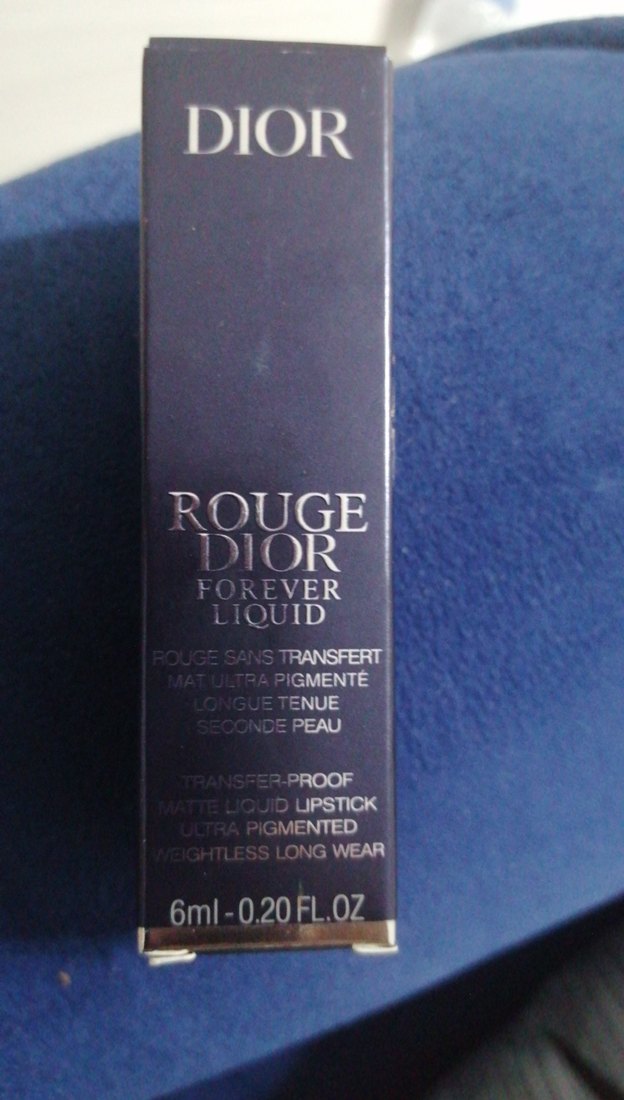 DIOR
ROUGE
DIOR
FOREVER
LIQUID
ROUGE SANS TRANSFERT
MAT ULTRA PIGMENTÉ
LONGUE TENUE
SECONDE PEAU
TRANSFER-PROOF
MATTE LIQUID LIPSTICK
ULTRA PIGMENTED
WEIGHTLESS LONG WEAR
6ml - 0.20 FL.OZ